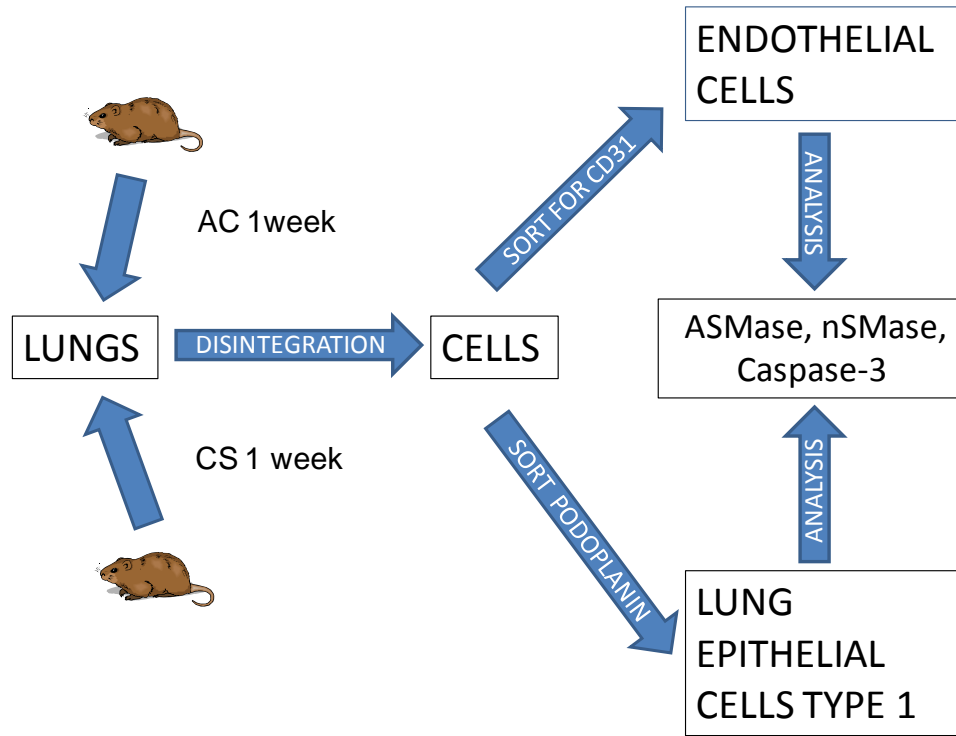 AC 1week
LUNGS
CS 1 week
DISINTEGRATION
CELLS
SORT FOR CD31
ENDOTHELIAL
CELLS
ANALYSIS
ASMase, nSMase,
Caspase-3
SORT PODOPLANIN
LUNG
EPITHELIAL
CELLS TYPE 1
ANALYSIS